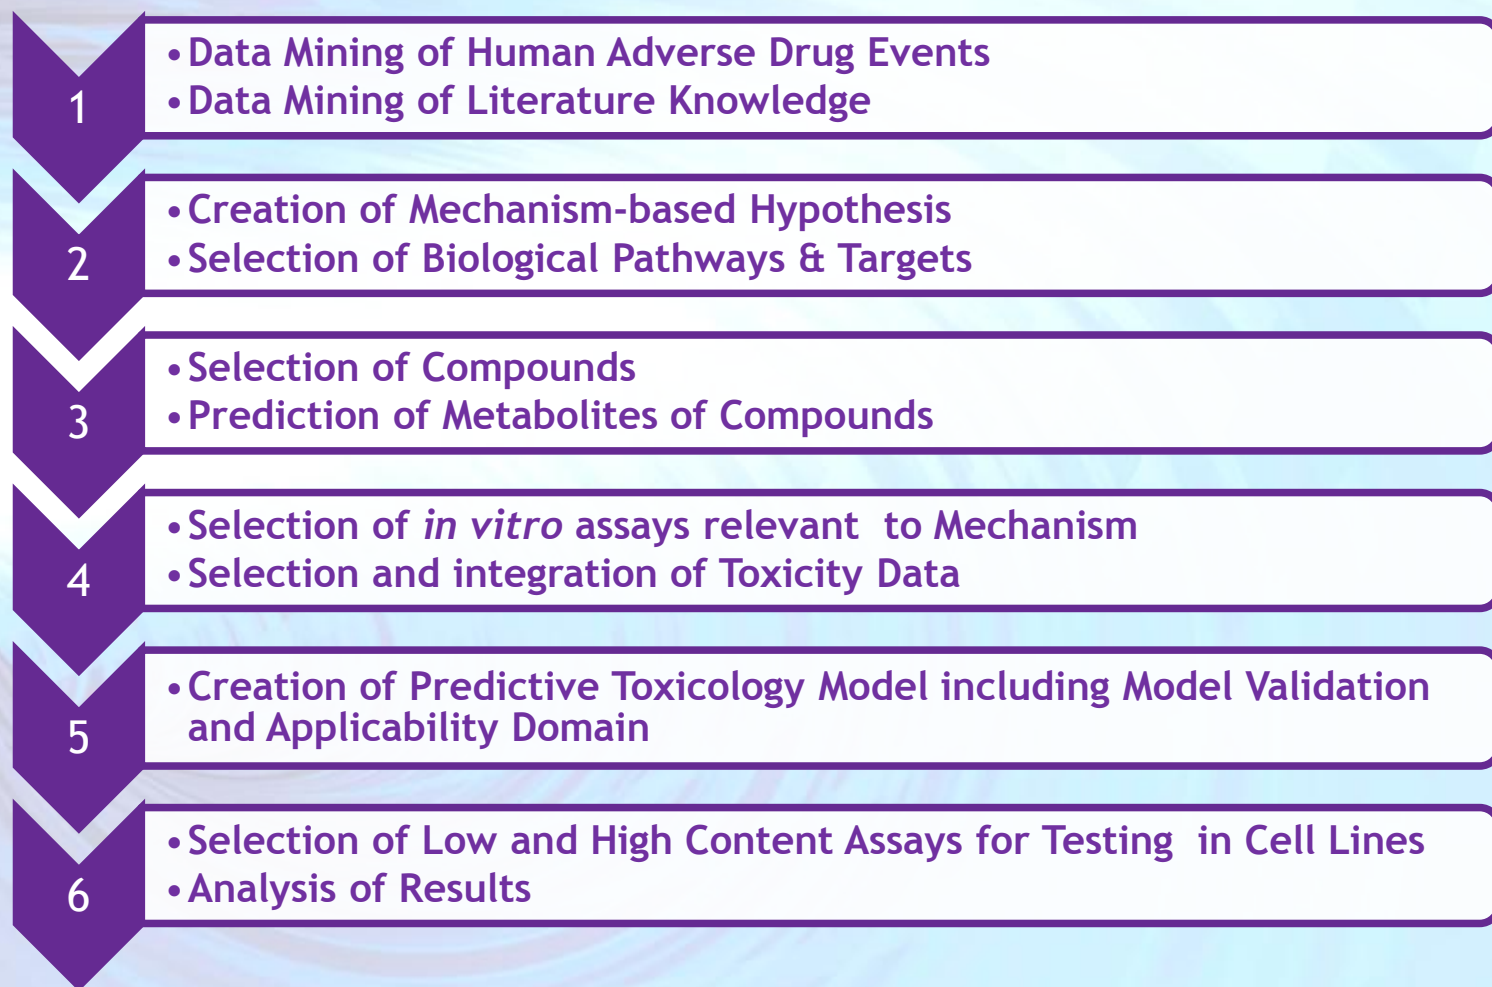 1
•Data Mining of Human Adverse Drug Events
•Data Mining of Literature Knowledge
2
•Creation of Mechanism-based Hypothesis
•Selection of Biological Pathways & Targets
3
•Selection of Compounds
•Prediction of Metabolites of Compounds
4
•Selection of in vitro assays relevant  to Mechanism
•Selection and integration of Toxicity Data
5
•Creation of Predictive Toxicology Model including Model Validation
and Applicability Domain
6
•Selection of Low and High Content Assays for Testing  in Cell Lines
•Analysis of Results